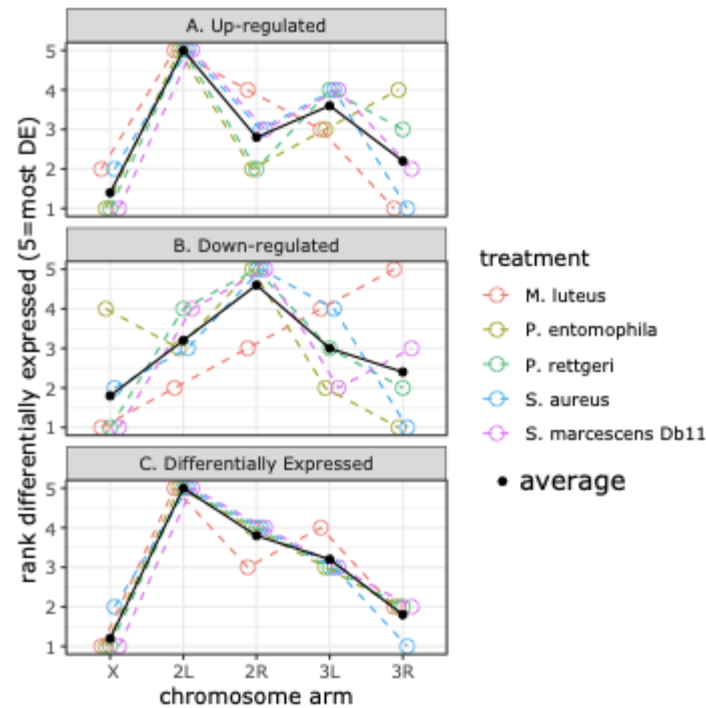 A. Up-regulated
5
4
3
2
1
B. Down-regulated
5
4
3
2
1
C. Differentially Expressed
5
4
3
2
1
X 2L 2R 3L 3R
chromosome arm
rank differentially expressed (5=most DE)
treatment
M. luteus
P. entomophila
P. rettgeri
S. aureus
S. marcescens Db11
average